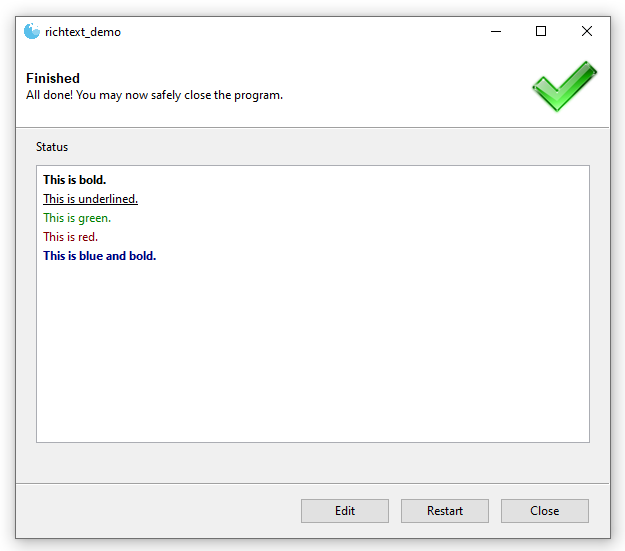 richtext_demo
Finished
All done! You may now safely close the program.
Status
This is bold.
This is underlined.
This is green.
This is red.
This is blue and bold.
Edit
Restart
Close